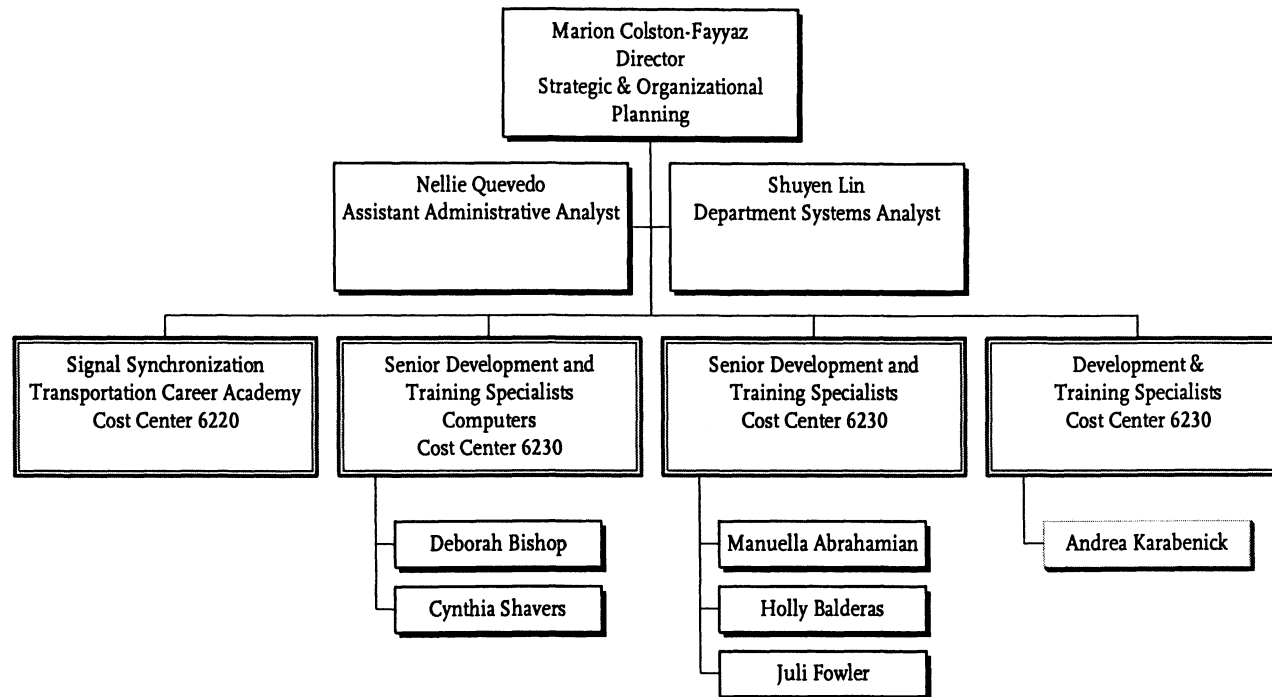 Marion Colston-Fayyaz
Director
Strategic & Organizational
Planning
Nellie Quevedo
Assistant Administrative Analyst
Shuyen Lin
Department Systems Analyst
Signal Synchronization
Transportation Career Academy
Cost Center 6220
Senior Development and
Training Specialists
Computers
Cost Center 6230
Senior Development and
Training Specialists
Cost Center 6230
Development &
Training Specialists
Cost Center 6230
Deborah Bishop
Cynthia Shavers
Manuella Abrahamian
Holly Balderas
Juli Fowler
Andrea Karabenick